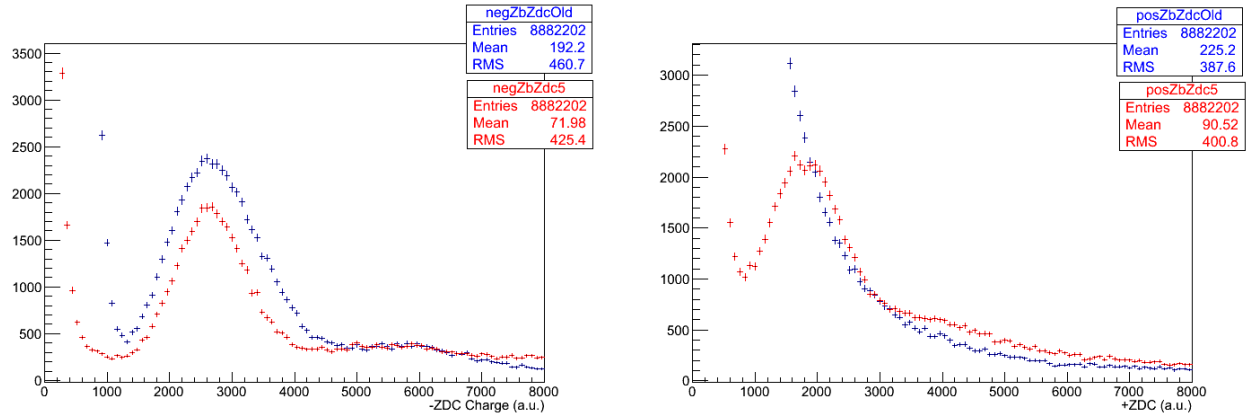 negZbZdcOld
Entries 8882202
Mean 192.2
RMS 460.7
negZbZdc5
Entries 8882202
Mean 71.98
RMS 425.4
3500
3000
2500
2000
1500
1000
500
0
0 1000 2000 3000 4000 5000 6000 7000 8000
-ZDC Charge (a.u.)
posZbZdcOld
Entries 8882202
Mean 225.2
RMS 387.6
posZbZdc5
Entries 8882202
Mean 90.52
RMS 400.8
3000
2500
2000
1500
1000
500
0
0 1000 2000 3000 4000 5000 6000 7000 8000
+ZDC (a.u.)